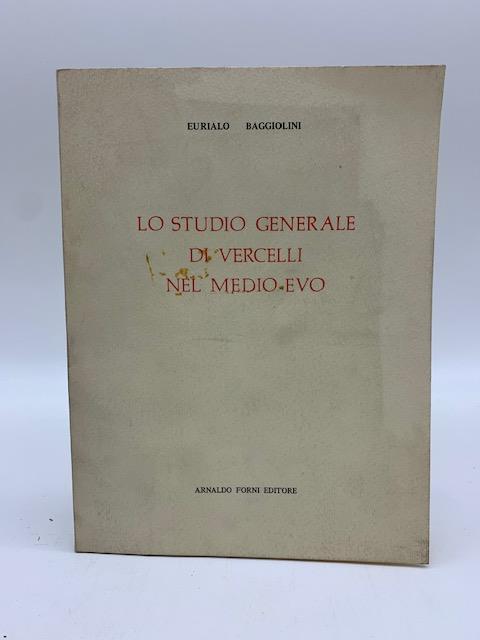 EURIALO BAGGIOLINI
LO STUDIO GENERALE
DI VERCELLI
NEL MEDIO-EVO
ARNALDO FORNI EDITORE